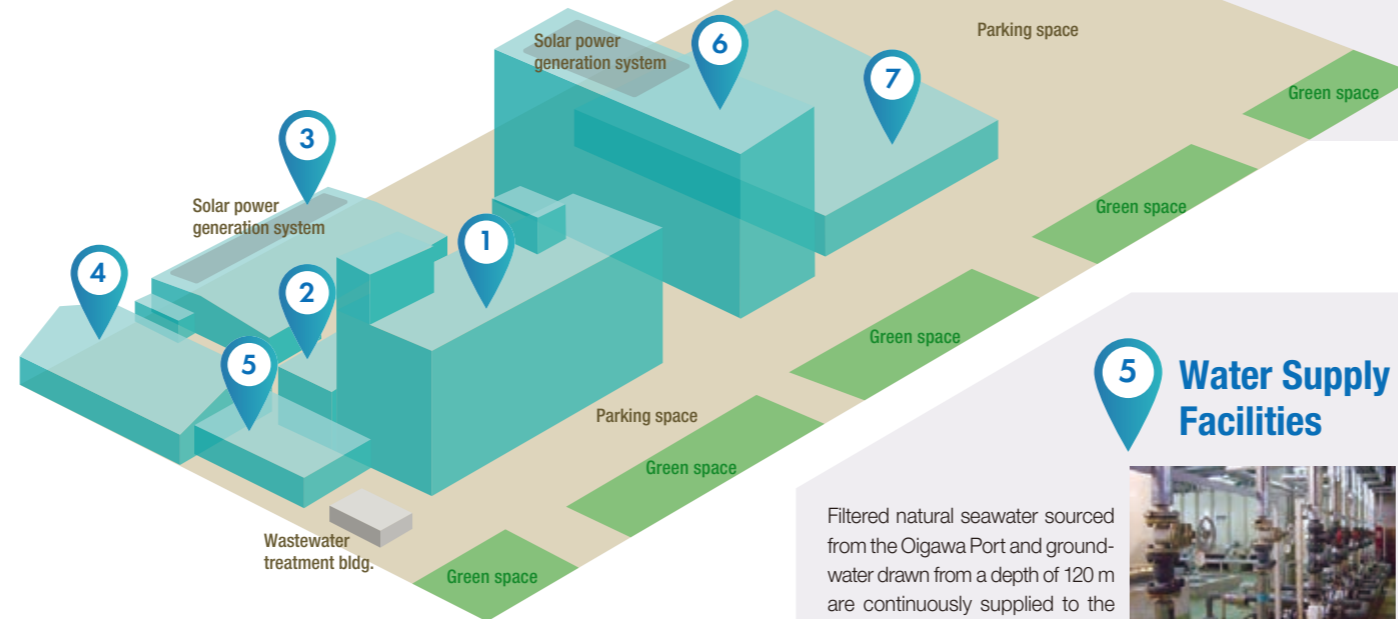 Parking space
Solar power
generation system
6
7
Green space
3
Solar power
generation system
Green space
1
4
2
5
Green space
Parking space
Green space
Wastewater
treatment bldg.
Green space
5
Water Supply
Facilities
Filtered natural seawater sourced
from the Oigawa Port and ground-
water drawn from a depth of 120 m
are continuously supplied to the